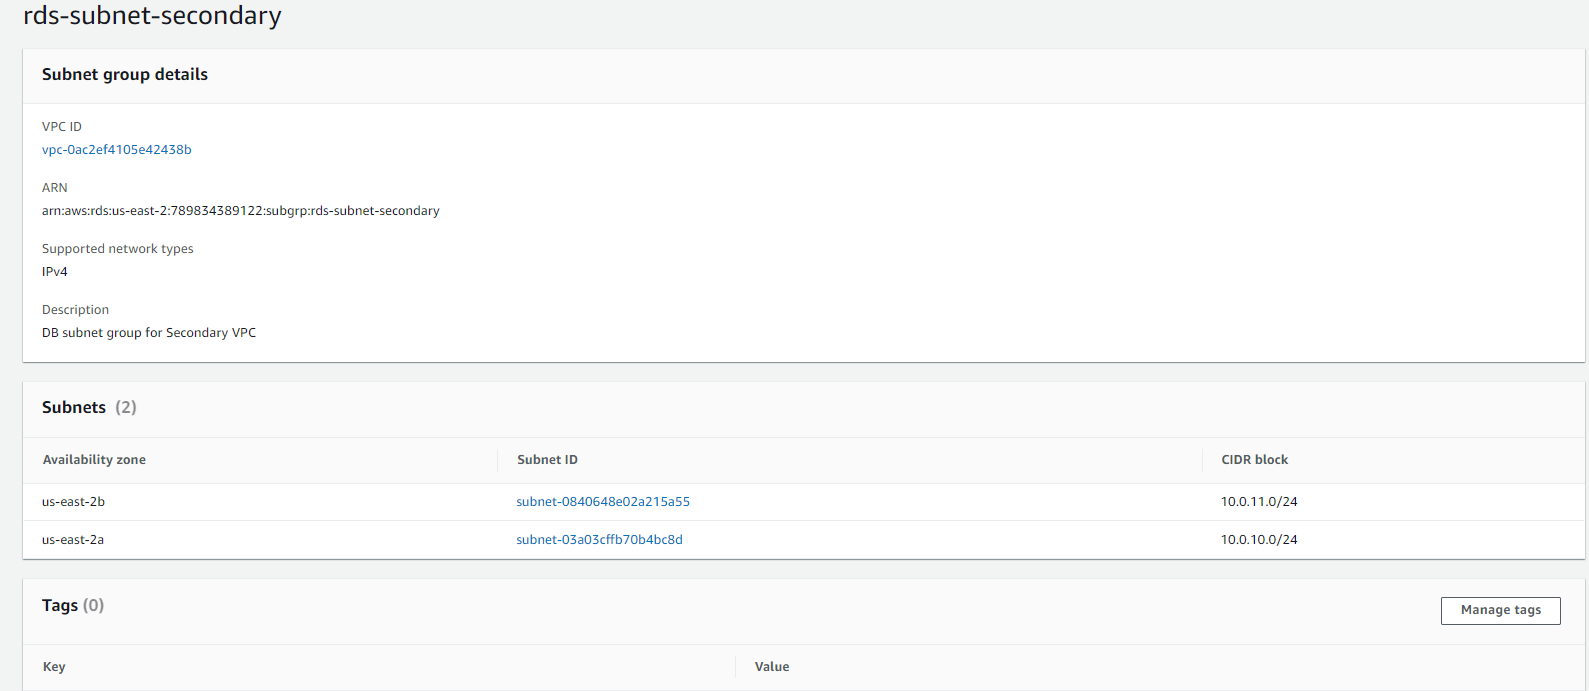 rds-subnet-secondary
Subnet group details
VPC ID
vpc-0ac2ef4105e42438b
ARN
arn:aws:rds:us-east-2:789834389122:subgrp:rds-subnet-secondary
Supported network types
IPv4
Description
DB subnet group for Secondary VPC
Subnets (2)
Availability zone Subnet ID CIDR block
us-east-2b subnet-0840648e02a215a55 10.0.11.0/24
us-east-2a subnet-03a03cffb70b4bc8d 10.0.10.0/24
Tags (0)
Manage tags
Key Value